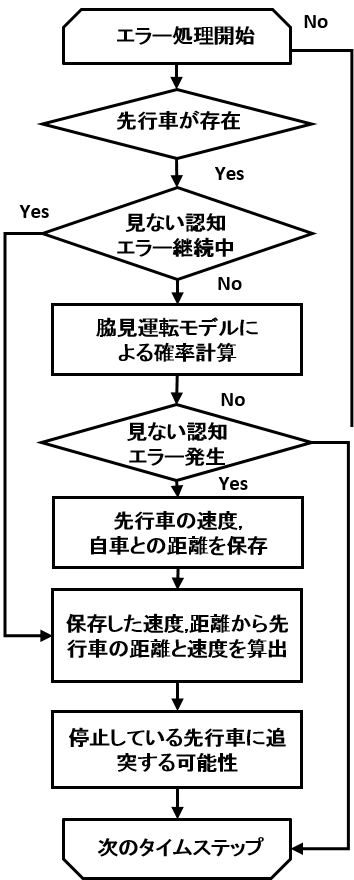 エラー処理開始
No
先行車が存在
Yes
Yes
見ない認知
エラー継続中
No
脇見運転モデルに
よる確率計算
No
見ない認知
エラー発生
Yes
先行車の速度,
自車との距離を保存
保存した速度,距離から先
行車の距離と速度を算出
停止している先行車に追
突する可能性
次のタイムステップ